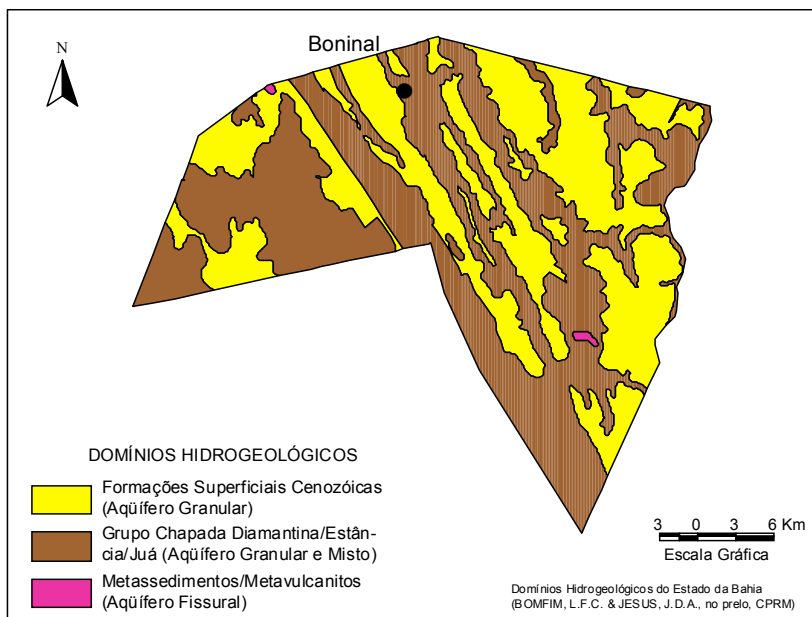 Boninal
N
DOMÍNIOS HIDROGEOLÓGICOS
Formações Superficiais Cenozóicas
(Aqüífero Granular)
Grupo Chapada Diamantina/Estân-
cia/Juá (Aqüífero Granular e Misto)
Metassedimentos/Metavulcanitos
(Aqüífero Fissural)
3 0 3 6 Km
Escala Gráfica
Domínios Hidrogeológicos do Estado da Bahia
(BOMFIM, L.F.C. & JESUS, J.D.A., no prelo, CPRM)